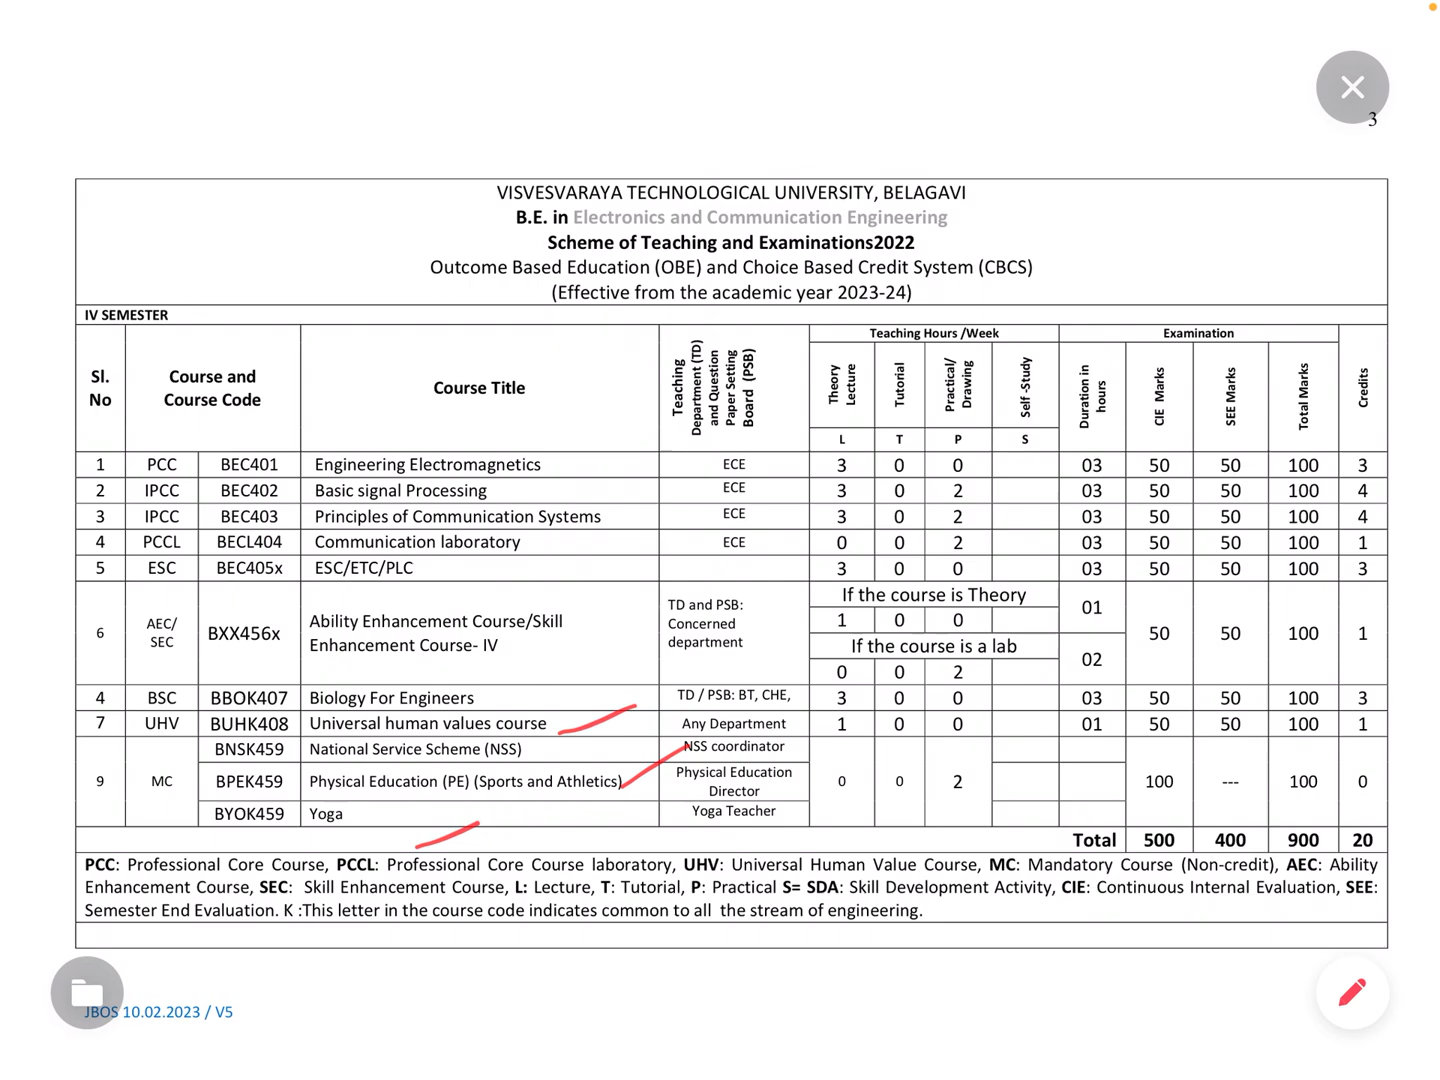 3
VISVESVARAYA TECHNOLOGICAL UNIVERSITY, BELAGAVI
B.E. in Electronics and Communication Engineering
Scheme of Teaching and Examinations2022
Outcome Based Education (OBE) and Choice Based Credit System (CBCS)
(Effective from the academic year 2023-24)
IV SEMESTER
Sl. No Course and Course Code Course Title Teaching Department (TD) and Question Paper Setting Board (PSB) Teaching Hours /Week Examination Credits
Theory Lecture Tutorial Practical/ Drawing Self -Study Duration in hours CIE Marks SEE Marks Total Marks
L T P S
1 PCC BEC401 Engineering Electromagnetics ECE 3 0 0 03 50 50 100 3
2 IPCC BEC402 Basic signal Processing ECE 3 0 2 03 50 50 100 4
3 IPCC BEC403 Principles of Communication Systems ECE 3 0 2 03 50 50 100 4
4 PCCL BECL404 Communication laboratory ECE 0 0 2 03 50 50 100 1
5 ESC BEC405x ESC/ETC/PLC 3 0 0 03 50 50 100 3
6 AEC/ SEC BXX456x Ability Enhancement Course/Skill Enhancement Course- IV TD and PSB: Concerned department If the course is Theory 01 50 50 100 1
1 0 0
If the course is a lab 02
0 0 2
4 BSC BBOK407 Biology For Engineers TD / PSB: BT, CHE, 3 0 0 03 50 50 100 3
7 UHV BUHK408 Universal human values course Any Department 1 0 0 01 50 50 100 1
BNSK459 National Service Scheme (NSS) NSS coordinator
9 MC BPEK459 Physical Education (PE) (Sports and Athletics) Physical Education Director 0 0 2 100 --- 100 0
BYOK459 Yoga Yoga Teacher
Total 500 400 900 20
PCC: Professional Core Course, PCCL: Professional Core Course laboratory, UHV: Universal Human Value Course, MC: Mandatory Course (Non-credit), AEC: Ability
Enhancement Course, SEC: Skill Enhancement Course, L: Lecture, T: Tutorial, P: Practical S= SDA: Skill Development Activity, CIE: Continuous Internal Evaluation, SEE:
Semester End Evaluation. K :This letter in the course code indicates common to all the stream of engineering.
JBOS 10.02.2023 / V5